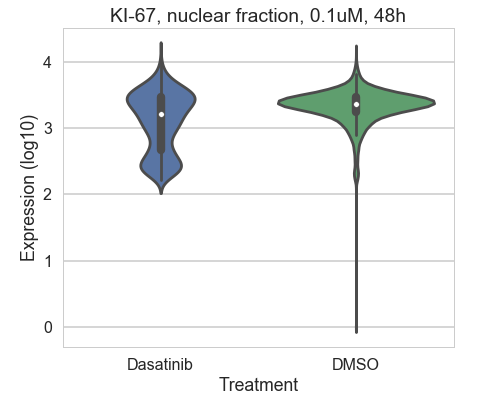 KI-67, nuclear fraction, 0.1uM, 48h
Expression (log10)
4
3
2
1
0
Dasatinib
DMSO
Treatment